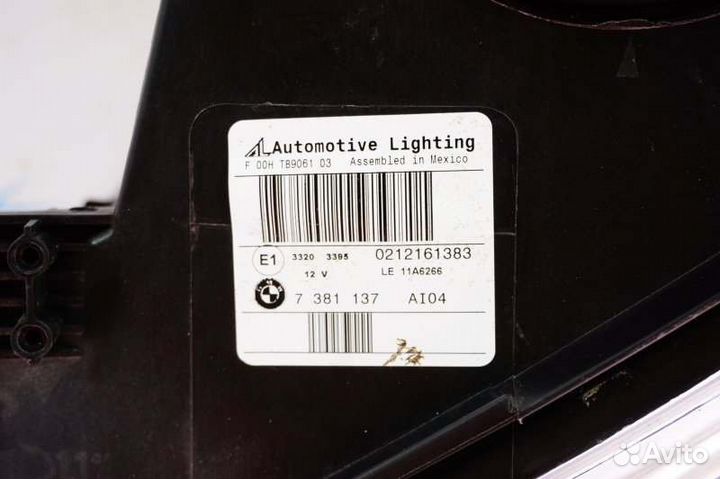 AL Automotive Lighting
F 00H TB9061 03 Assembled in Mexico
E1 3320 3395 0212161383
12 V LE 11A6266
7 381 137 AI04
Avito